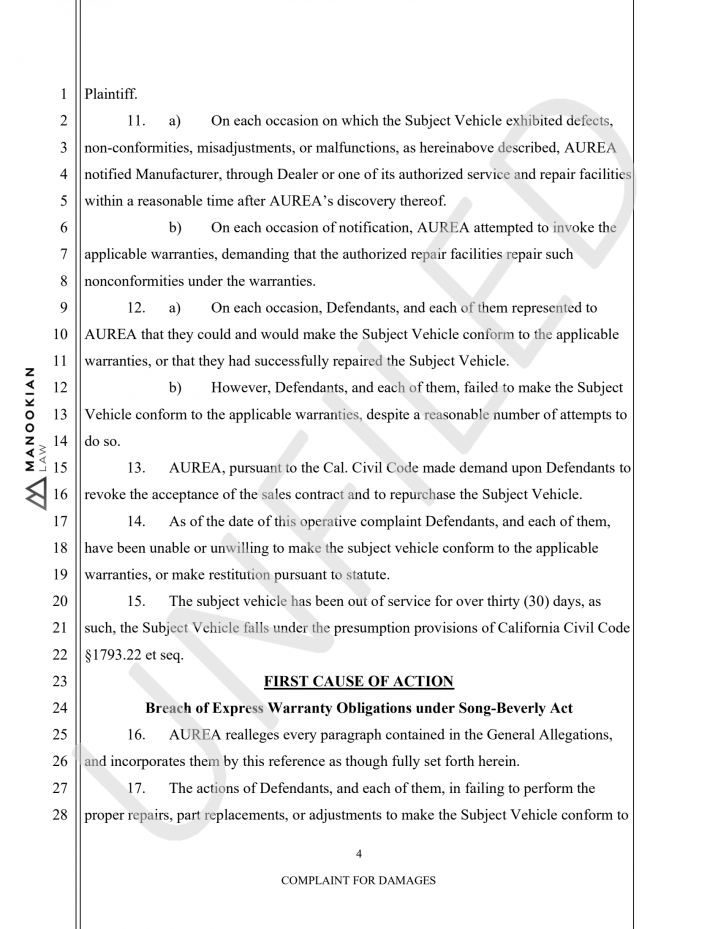 1 Plaintiff.
2 11. a) On each occasion on which the Subject Vehicle exhibited defects,
3 non-conformities, misadjustments, or malfunctions, as hereinabove described, AUREA
4 notified Manufacturer, through Dealer or one of its authorized service and repair facilities
5 within a reasonable time after AUREA’s discovery thereof.
6 b) On each occasion of notification, AUREA attempted to invoke the
7 applicable warranties, demanding that the authorized repair facilities repair such
8 nonconformities under the warranties.
9 12. a) On each occasion, Defendants, and each of them represented to
10 AUREA that they could and would make the Subject Vehicle conform to the applicable
11 warranties, or that they had successfully repaired the Subject Vehicle.
12 b) However, Defendants, and each of them, failed to make the Subject
13 Vehicle conform to the applicable warranties, despite a reasonable number of attempts to
14 do so.
15 13. AUREA, pursuant to the Cal. Civil Code made demand upon Defendants to
16 revoke the acceptance of the sales contract and to repurchase the Subject Vehicle.
17 14. As of the date of this operative complaint Defendants, and each of them,
18 have been unable or unwilling to make the subject vehicle conform to the applicable
19 warranties, or make restitution pursuant to statute.
20 15. The subject vehicle has been out of service for over thirty (30) days, as
21 such, the Subject Vehicle falls under the presumption provisions of California Civil Code
22 §1793.22 et seq.
23 FIRST CAUSE OF ACTION
24 Breach of Express Warranty Obligations under Song-Beverly Act
25 16. AUREA realleges every paragraph contained in the General Allegations,
26 and incorporates them by this reference as though fully set forth herein.
27 17. The actions of Defendants, and each of them, in failing to perform the
28 proper repairs, part replacements, or adjustments to make the Subject Vehicle conform to
4
COMPLAINT FOR DAMAGES
MANOOKIAN
LAW
UNFILED